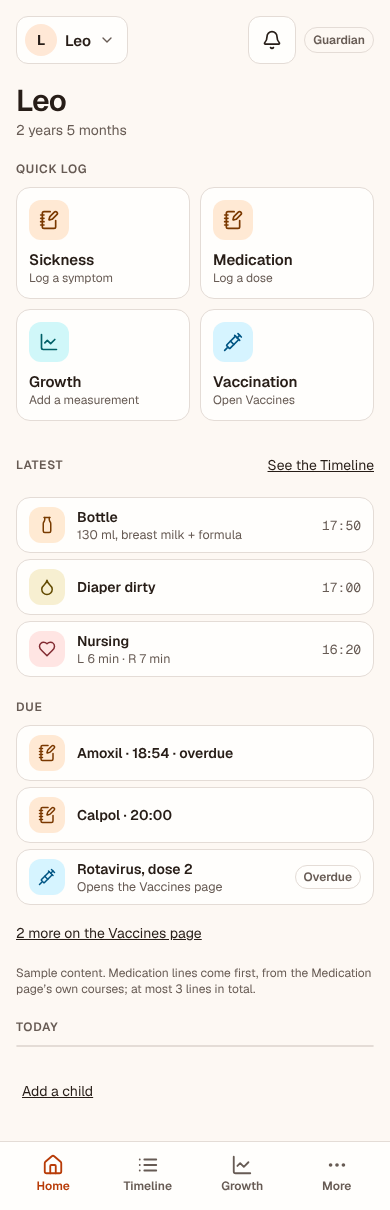 L Leo
Guardian
Leo
2 years 5 months
QUICK LOG
Sickness
Log a symptom
Medication
Log a dose
Growth
Add a measurement
Vaccination
Open Vaccines
LATEST
See the Timeline
Bottle
130 ml, breast milk + formula
17:50
Diaper dirty
17:00
Nursing
L 6 min · R 7 min
16:20
DUE
Amoxil · 18:54 · overdue
Calpol · 20:00
Rotavirus, dose 2
Opens the Vaccines page
Overdue
2 more on the Vaccines page
Sample content. Medication lines come first, from the Medication
page's own courses; at most 3 lines in total.
TODAY
Add a child
Home
Timeline
Growth
More